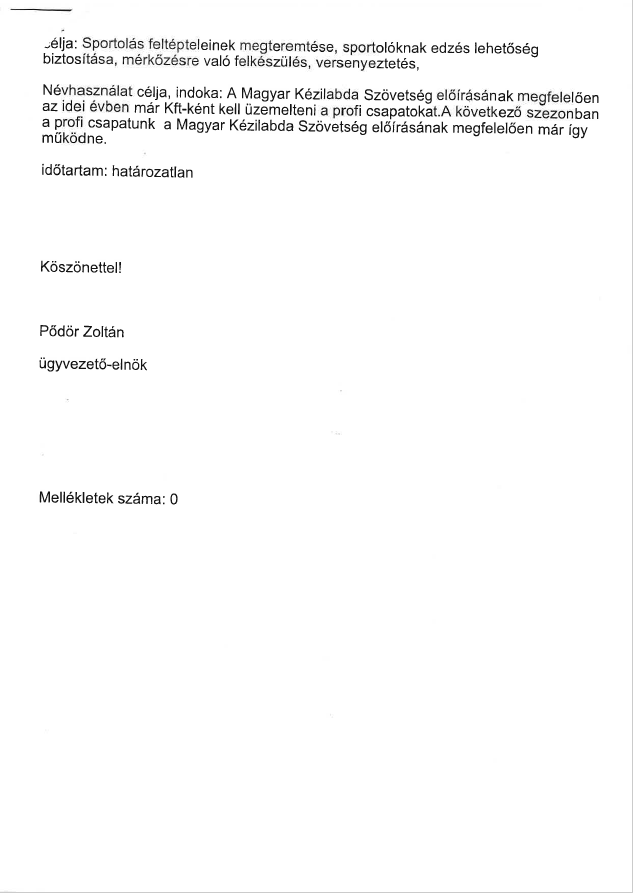 célja: Sportolás feltépteleinek megteremtése, sportolóknak edzés lehetőség
biztosítása, mérkőzésre való felkészülés, versenyeztetés,
Névhasználat célja, indoka: A Magyar Kézilabda Szövetség előírásának megfelelően
az idei évben már Kft-ként kell üzemelteni a profi csapatokat.A következő szezonban
a profi csapatunk a Magyar Kézilabda Szövetség előírásának megfelelően már így
működne.
időtartam: határozatlan
Köszönettel!
Pődör Zoltán
ügyvezető-elnök
Mellékletek száma: 0